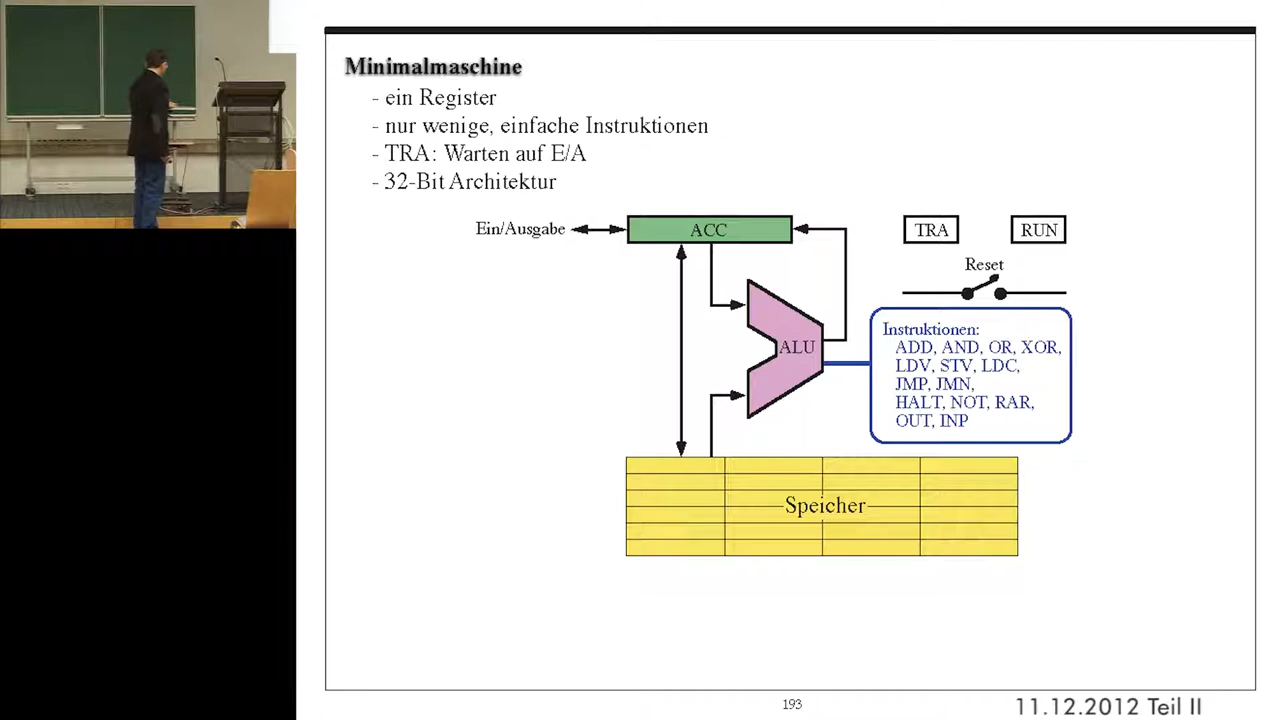 Minimalmaschine
- ein Register
- nur wenige, einfache Instruktionen
- TRA: Warten auf E/A
- 32-Bit Architektur
Ein/Ausgabe
ACC
TRA
RUN
Reset
ALU
Instruktionen:
ADD, AND, OR, XOR,
LDV, STV, LDC,
JMP, JMN,
HALT, NOT, RAR,
OUT, INP
Speicher
193
11.12.2012 Teil II